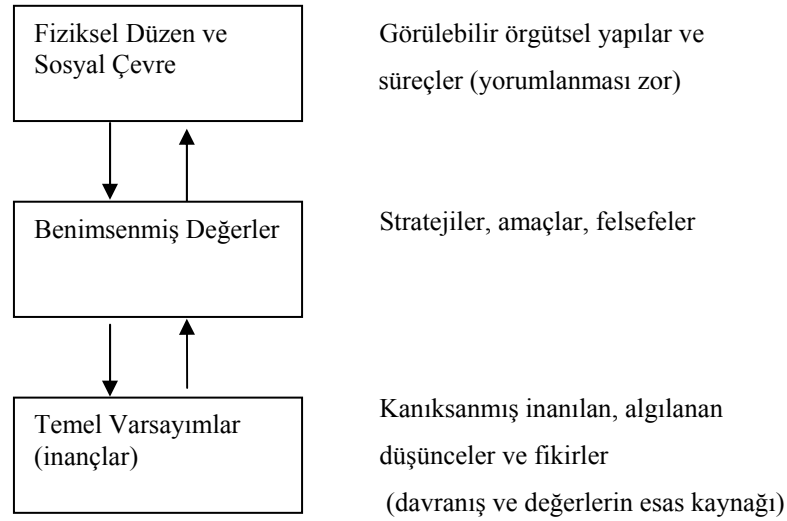 Fiziksel Düzen ve
Sosyal Çevre
Görülebilir örgütsel yapılar ve
süreçler (yorumlanması zor)
Benimsenmiş Değerler
Stratejiler, amaçlar, felsefeler
Temel Varsayımlar
(inançlar)
Kanıksanmış inanılan, algılanan
düşünceler ve fikirler
(davranış ve değerlerin esas kaynağı)